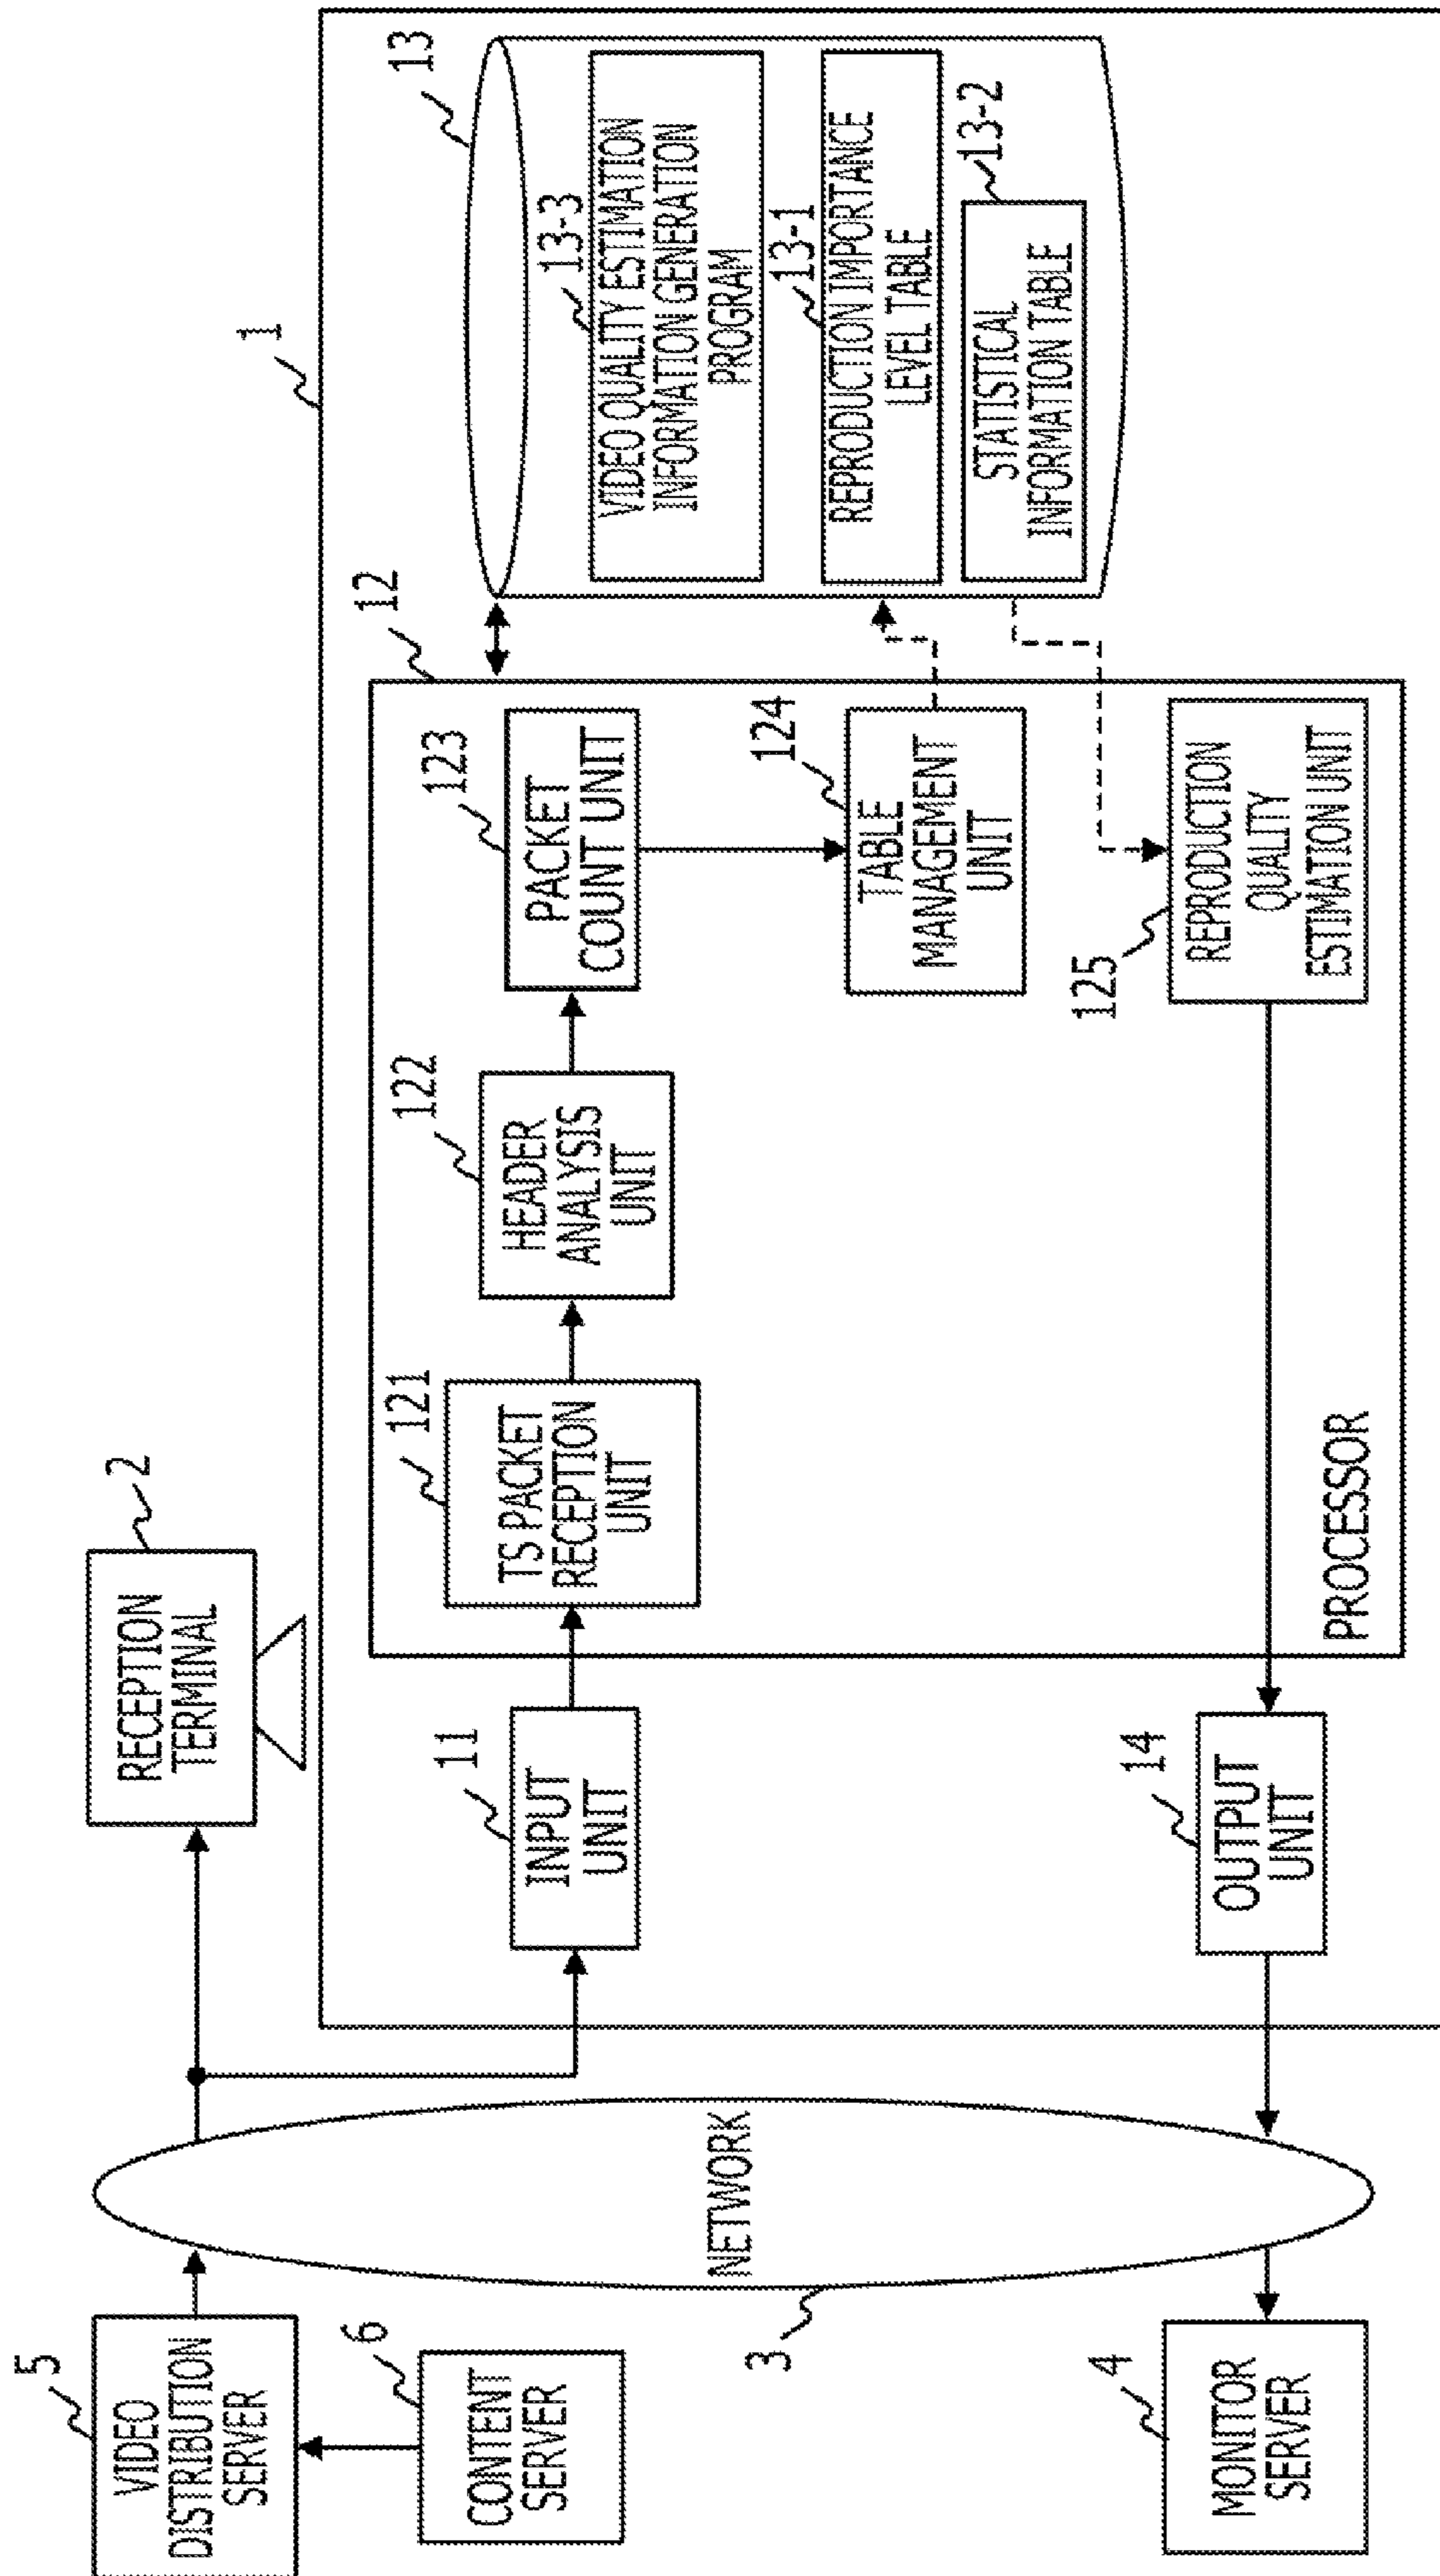 5
VIDEO
DISTRIBUTION
SERVER
6
CONTENT
SERVER
4
MONITOR
SERVER
3
NETWORK
2
RECEPTION
TERMINAL
1
11
INPUT
UNIT
14
OUTPUT
UNIT
12
PROCESSOR
121
TS PACKET
RECEPTION
UNIT
122
HEADER
ANALYSIS
UNIT
123
PACKET
COUNT UNIT
124
TABLE
MANAGEMENT
UNIT
125
REPRODUCTION
QUALITY
ESTIMATION UNIT
13
13-3
VIDEO QUALITY ESTIMATION
INFORMATION GENERATION
PROGRAM
13-1
REPRODUCTION IMPORTANCE
LEVEL TABLE
13-2
STATISTICAL
INFORMATION TABLE